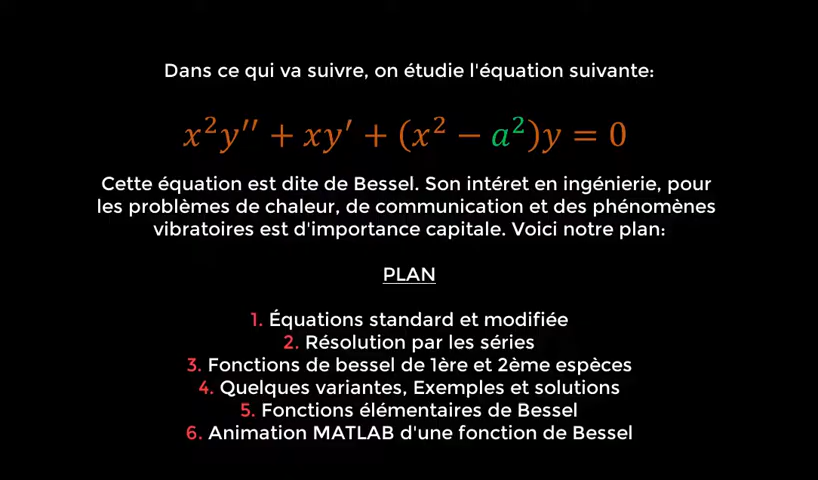 Dans ce qui va suivre, on étudie l'équation suivante:
x²y′′ + xy′ + (x² − a²)y = 0
Cette équation est dite de Bessel. Son intéret en ingénierie, pour
les problèmes de chaleur, de communication et des phénomènes
vibratoires est d'importance capitale. Voici notre plan:
PLAN
1. Équations standard et modifiée
2. Résolution par les séries
3. Fonctions de bessel de 1ère et 2ème espèces
4. Quelques variantes, Exemples et solutions
5. Fonctions élémentaires de Bessel
6. Animation MATLAB d'une fonction de Bessel